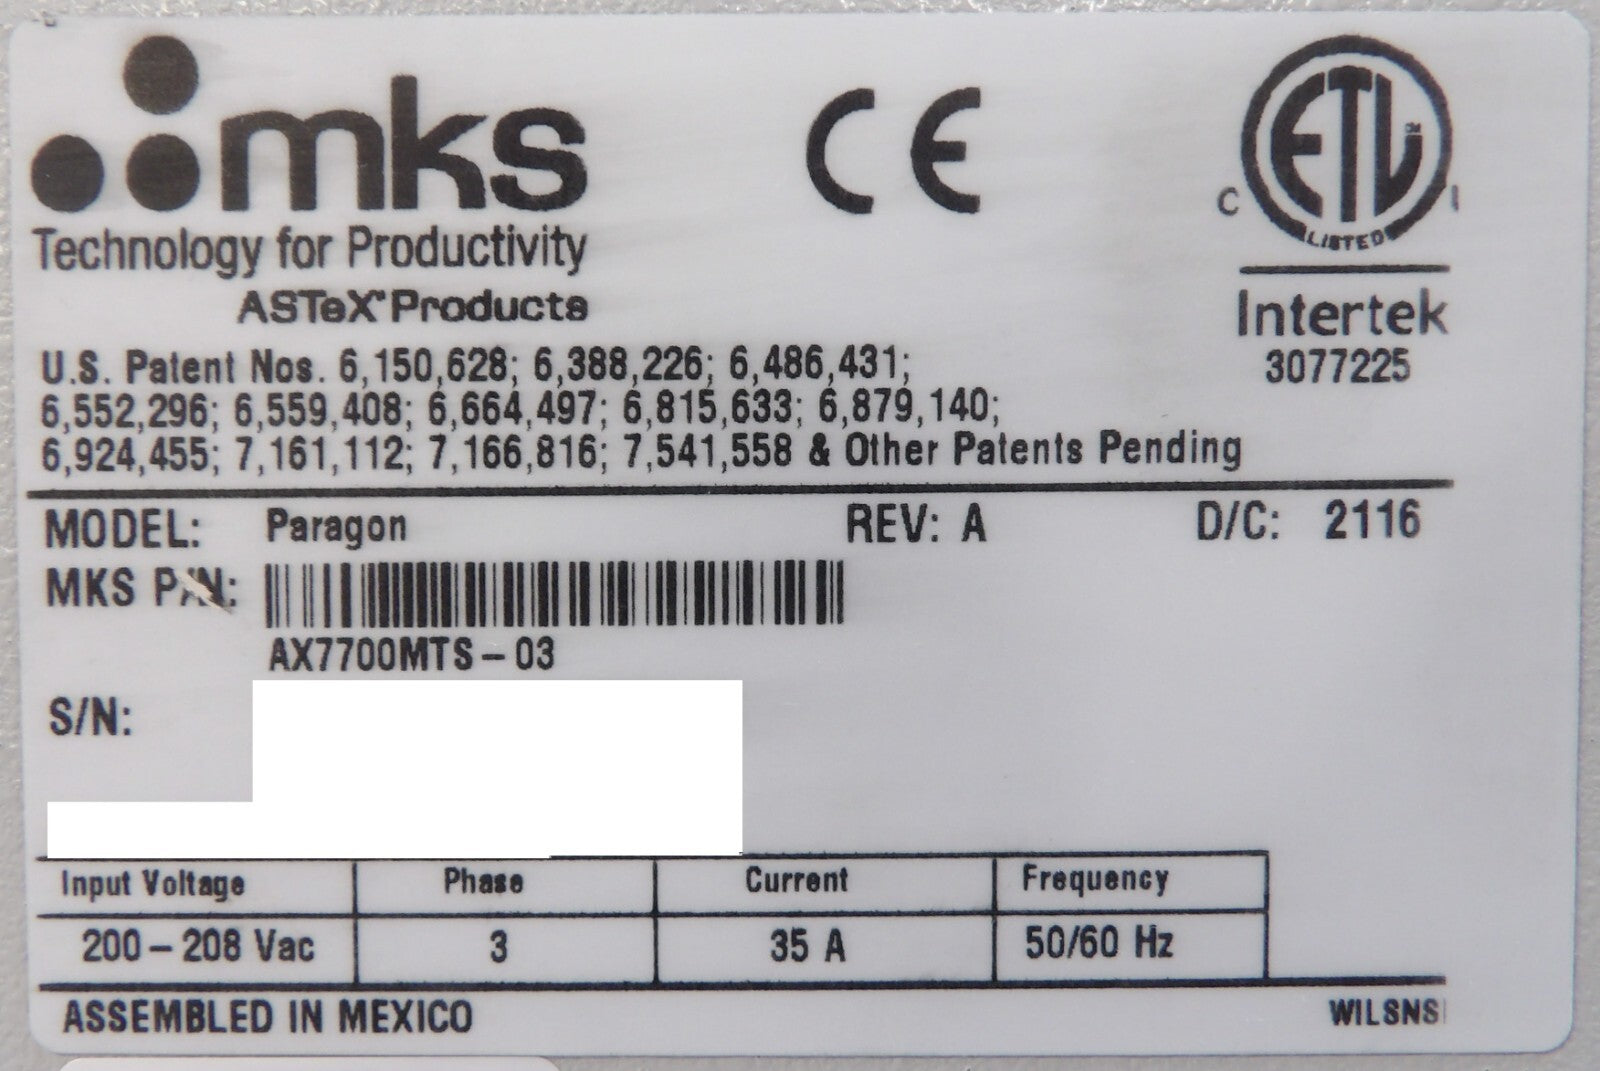 mks
CE
ETL
C
LISTED
Technology for Productivity
ASTeX® Products
Intertek
3077225
U.S. Patent Nos. 6,150,628; 6,388,226; 6,486,431;
6,552,296; 6,559,408; 6,664,497; 6,815,633; 6,879,140;
6,924,455; 7,161,112; 7,166,816; 7,541,558 & Other Patents Pending
MODEL: Paragon REV: A D/C: 2116
MKS P/N:
AX7700MTS-03
S/N:
Input Voltage Phase Current Frequency
200-208 Vac 3 35 A 50/60 Hz
ASSEMBLED IN MEXICO WILSNS